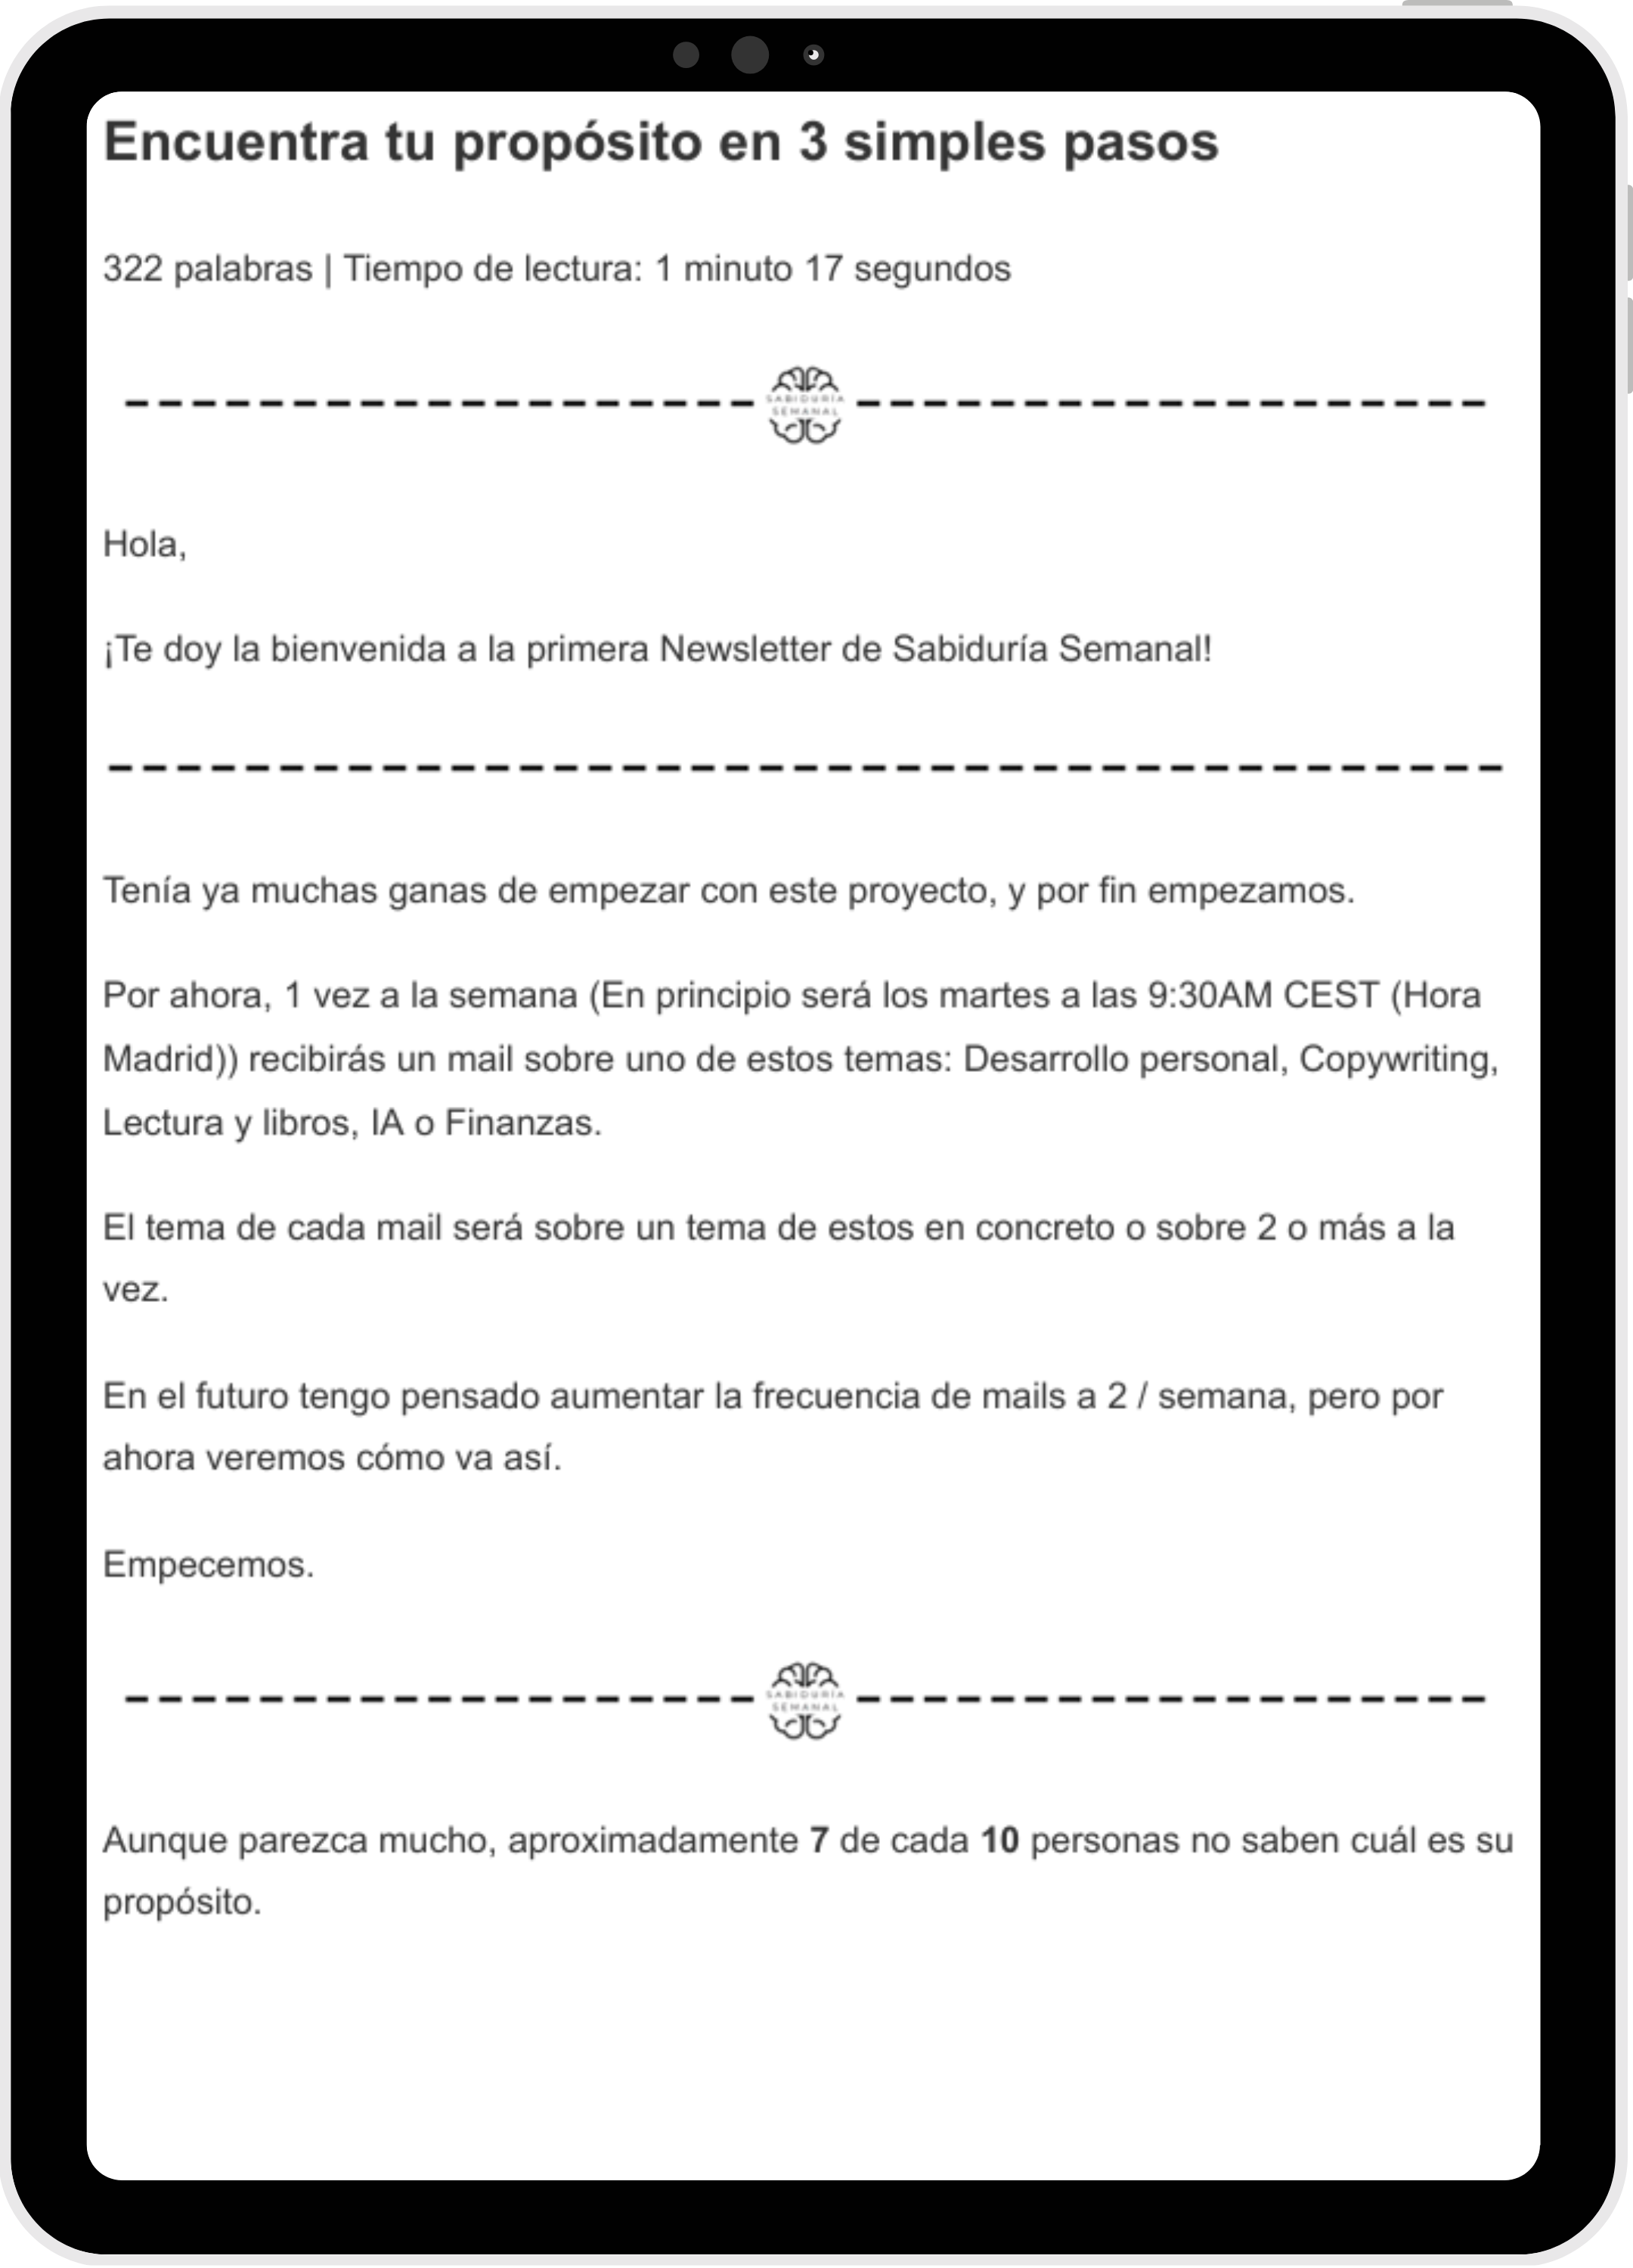 Encuentra tu propósito en 3 simples pasos
322 palabras | Tiempo de lectura: 1 minuto 17 segundos
SABIDURÍA
SEMANAL
Hola,
¡Te doy la bienvenida a la primera Newsletter de Sabiduría Semanal!
Tenía ya muchas ganas de empezar con este proyecto, y por fin empezamos.
Por ahora, 1 vez a la semana (En principio será los martes a las 9:30AM CEST (Hora
Madrid)) recibirás un mail sobre uno de estos temas: Desarrollo personal, Copywriting,
Lectura y libros, IA o Finanzas.
El tema de cada mail será sobre un tema de estos en concreto o sobre 2 o más a la
vez.
En el futuro tengo pensado aumentar la frecuencia de mails a 2 / semana, pero por
ahora veremos cómo va así.
Empecemos.
SABIDURÍA
SEMANAL
Aunque parezca mucho, aproximadamente 7 de cada 10 personas no saben cuál es su
propósito.